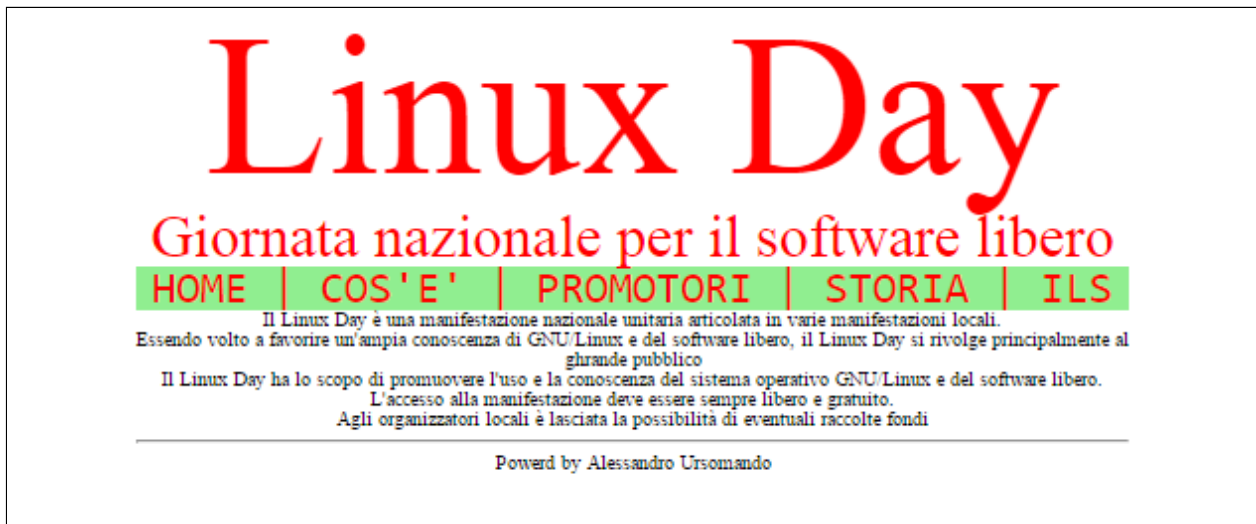 Linux Day
Giornata nazionale per il software libero
HOME | COS'E' | PROMOTORI | STORIA | ILS
Il Linux Day è una manifestazione nazionale unitaria articolata in varie manifestazioni locali.
Essendo volto a favorire un'ampia conoscenza di GNU/Linux e del software libero, il Linux Day si rivolge principalmente al
ghrande pubblico
Il Linux Day ha lo scopo di promuovere l'uso e la conoscenza del sistema operativo GNU/Linux e del software libero.
L'accesso alla manifestazione deve essere sempre libero e gratuito.
Agli organizzatori locali è lasciata la possibilità di eventuali raccolte fondi
Powerd by Alessandro Ursomando